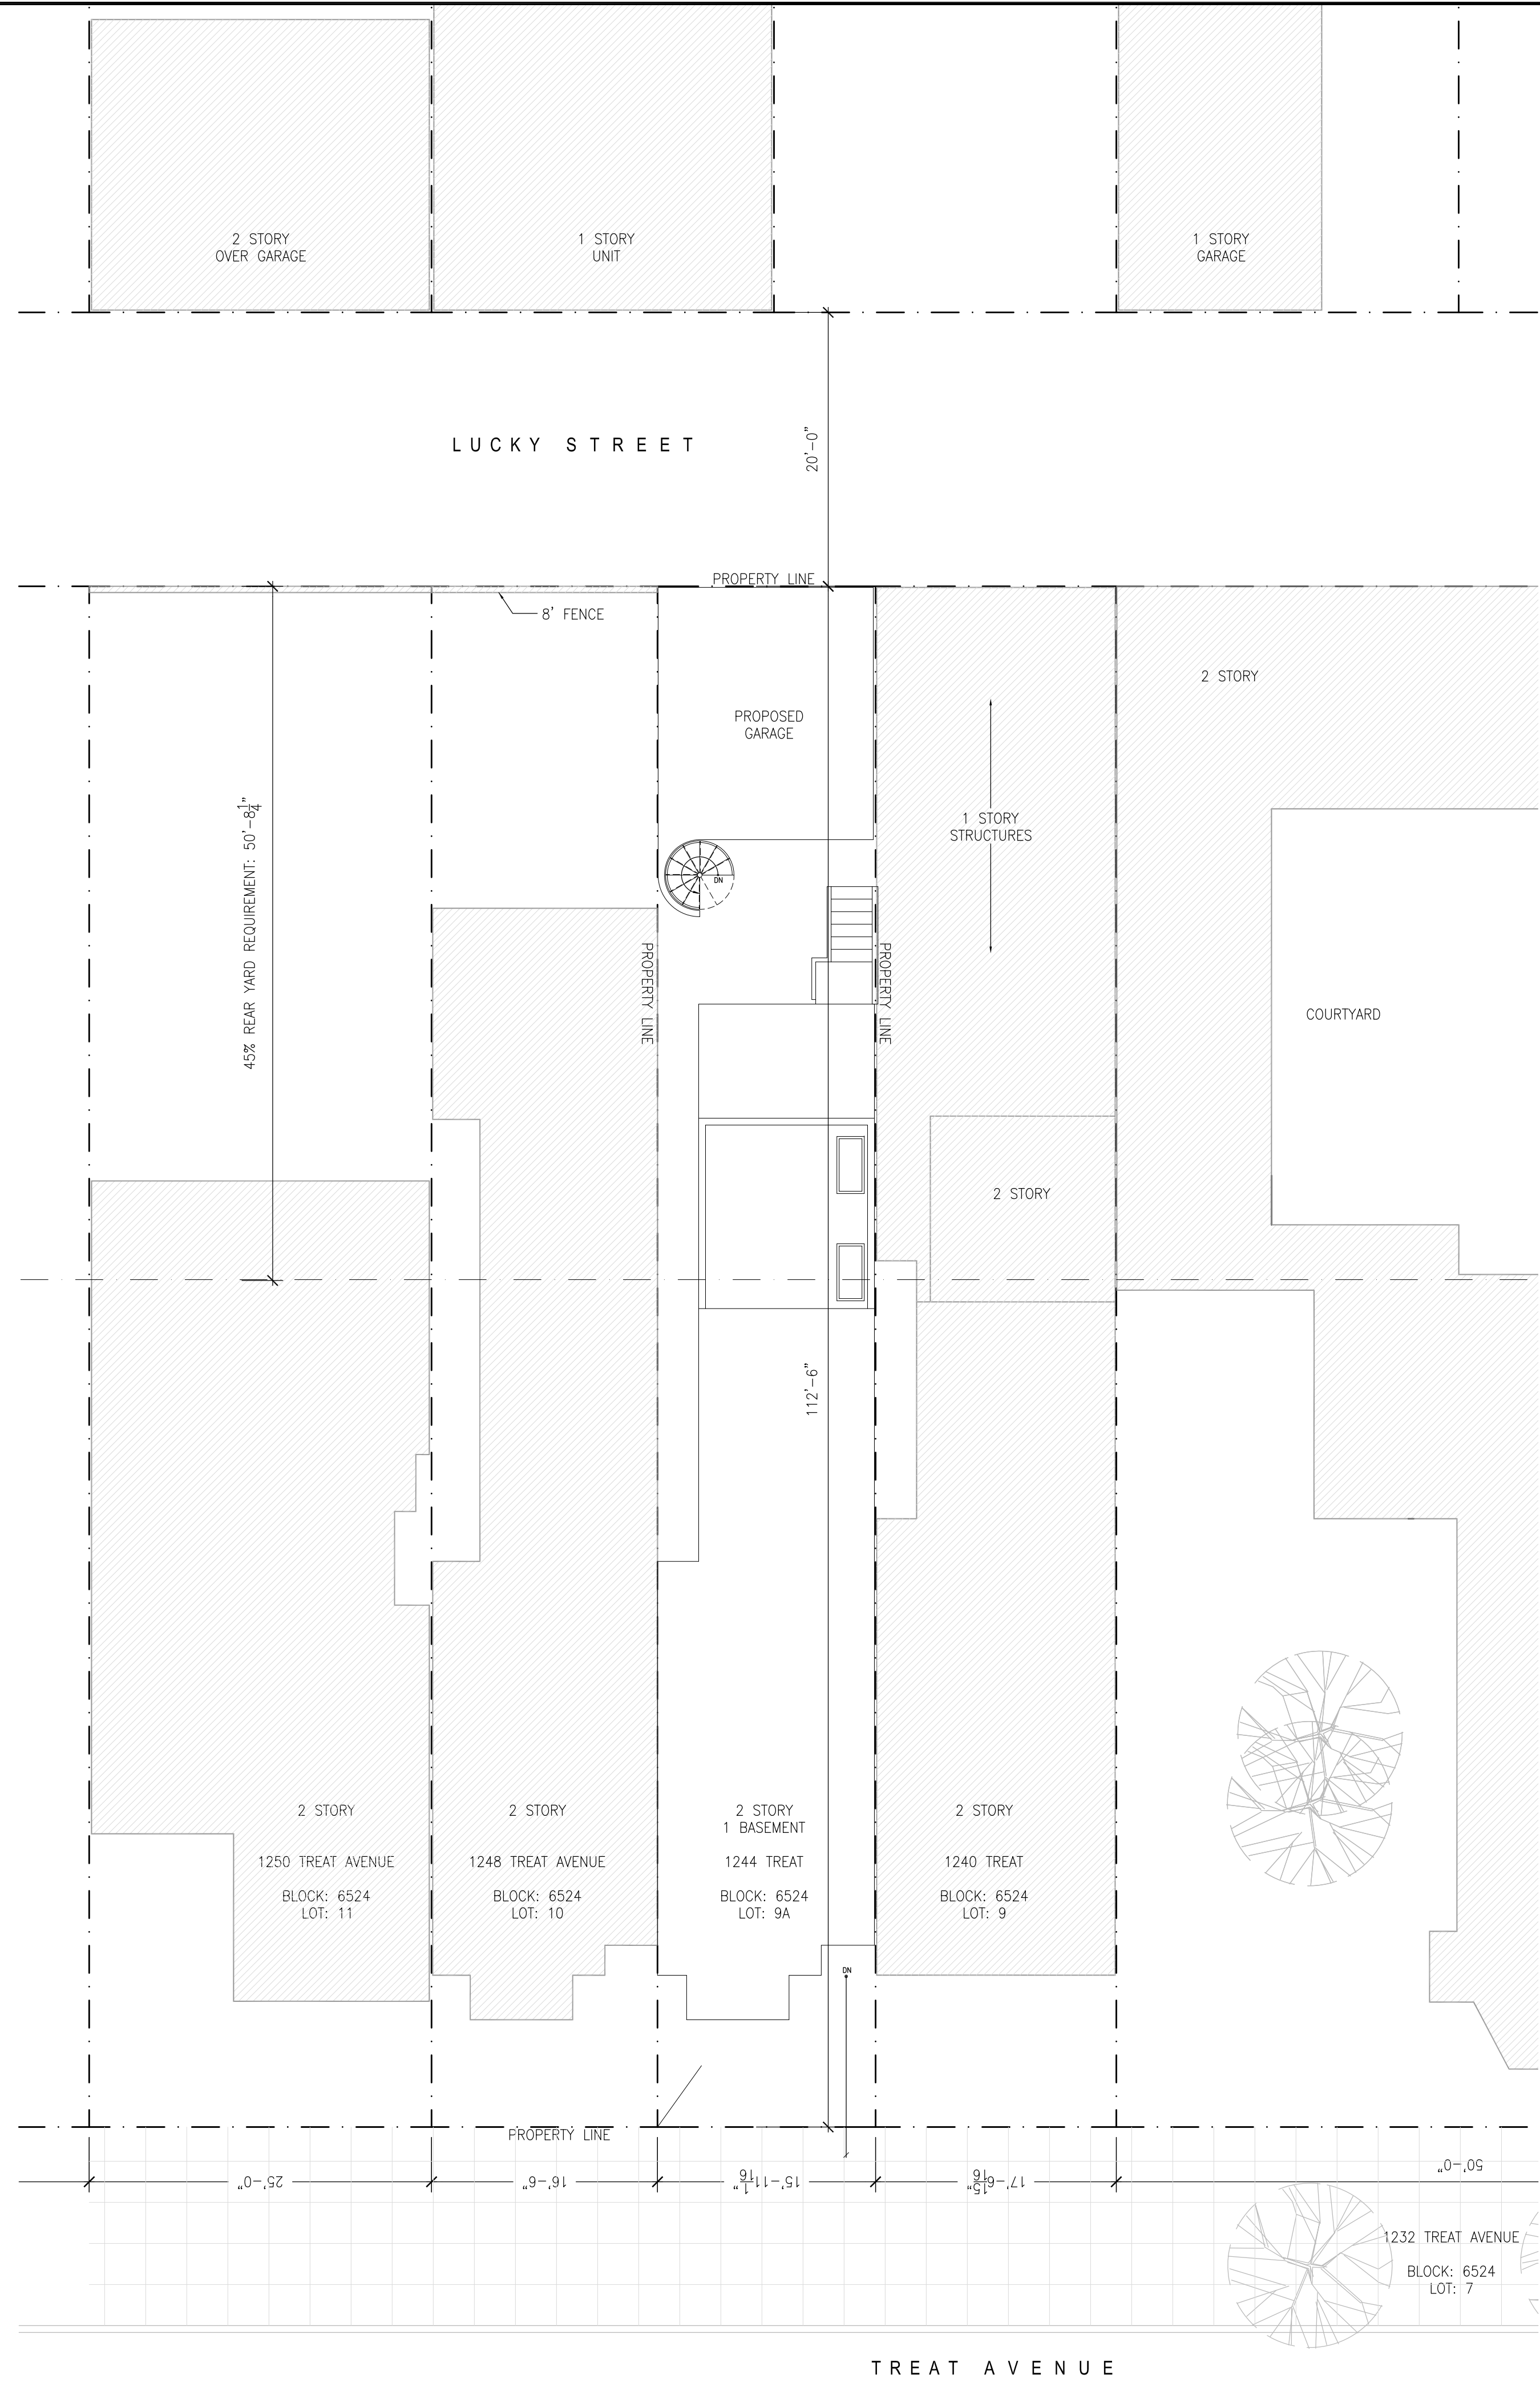 2 STORY
OVER GARAGE
1 STORY
UNIT
1 STORY
GARAGE
LUCKY STREET
20'-0"
PROPERTY LINE
8' FENCE
2 STORY
PROPOSED
GARAGE
45% REAR YARD REQUIREMENT: 50'-8 1/4"
1 STORY
STRUCTURES
DN
PROPERTY LINE
PROPERTY LINE
COURTYARD
2 STORY
112'-6"
2 STORY
1250 TREAT AVENUE
BLOCK: 6524
LOT: 11
2 STORY
1248 TREAT AVENUE
BLOCK: 6524
LOT: 10
2 STORY
1 BASEMENT
1244 TREAT
BLOCK: 6524
LOT: 9A
2 STORY
1240 TREAT
BLOCK: 6524
LOT: 9
DN
PROPERTY LINE
25'-0"
16'-6"
15'-11 1/16"
17'-6 15/16"
50'-0"
1232 TREAT AVENUE
BLOCK: 6524
LOT: 7
TREAT AVENUE